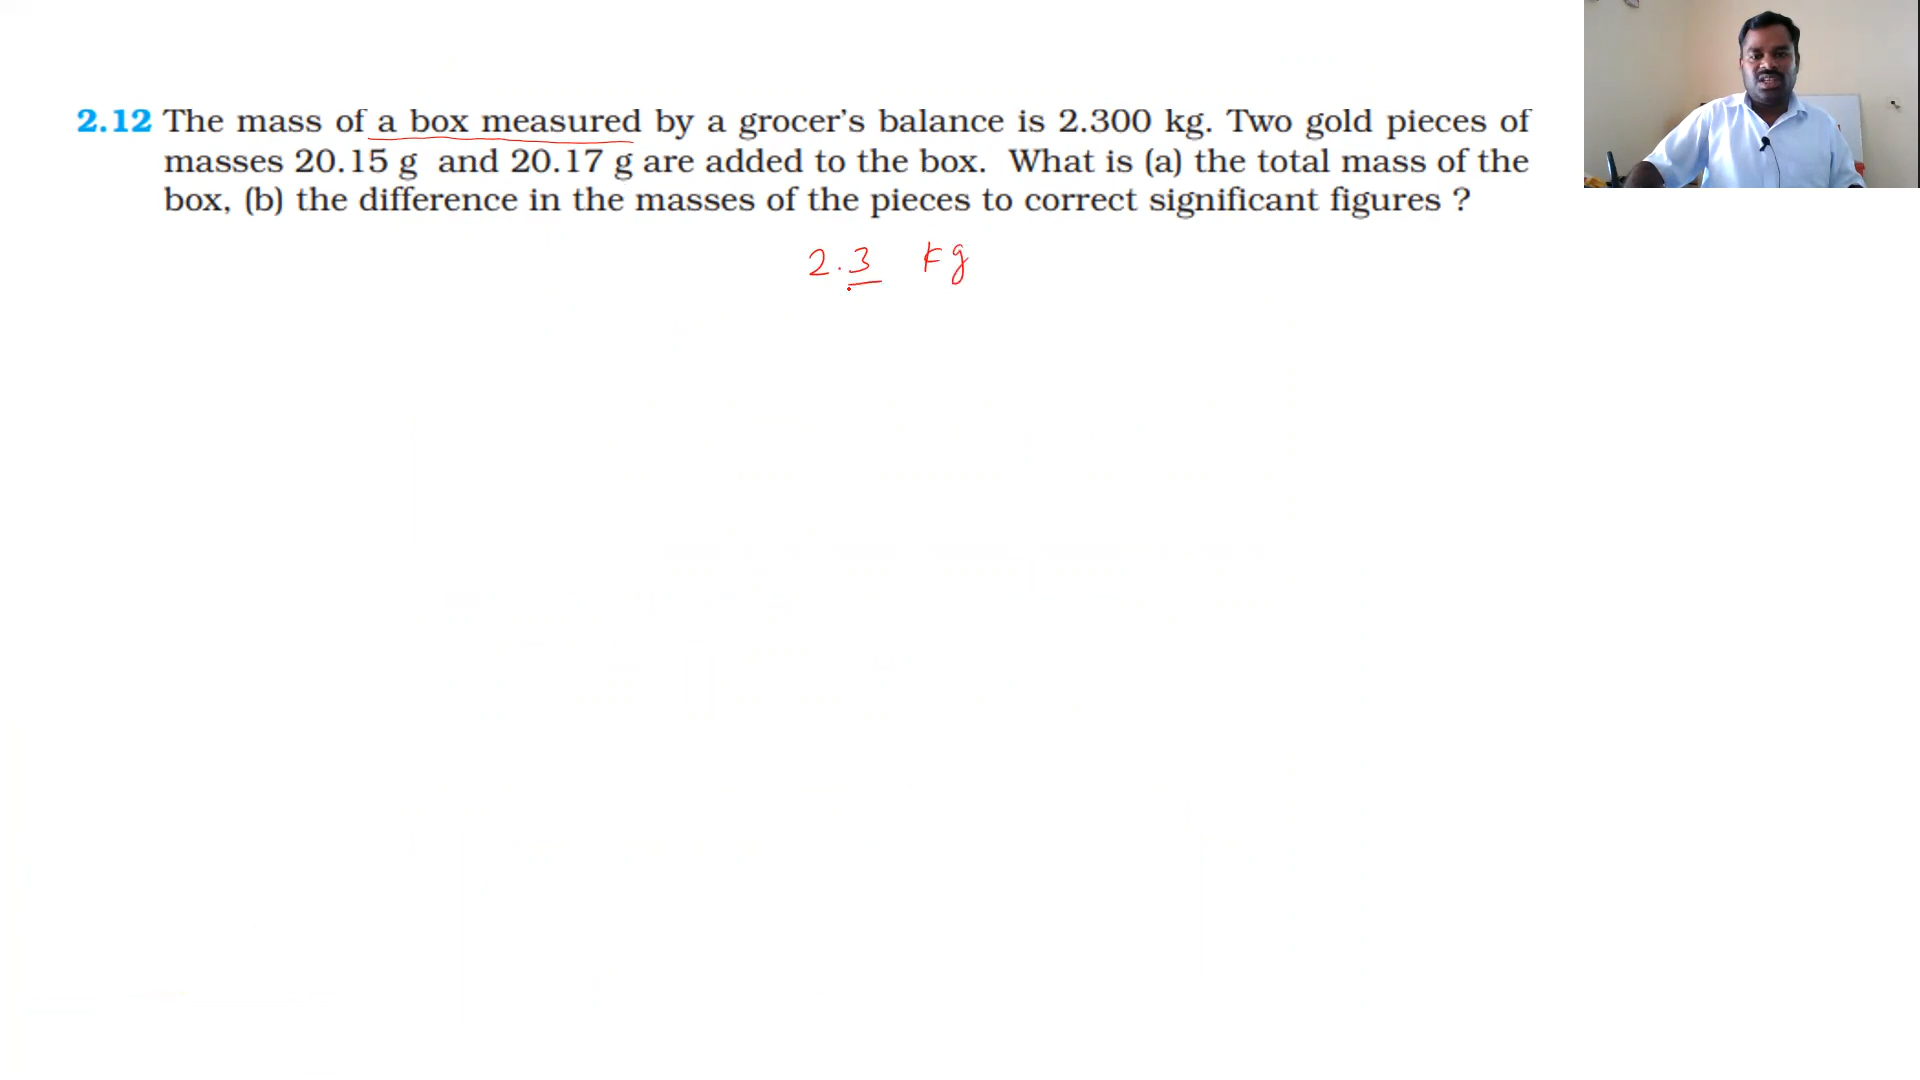 2.12 The mass of a box measured by a grocer's balance is 2.300 kg. Two gold pieces of
masses 20.15 g and 20.17 g are added to the box. What is (a) the total mass of the
box, (b) the difference in the masses of the pieces to correct significant figures ?
2.3 kg